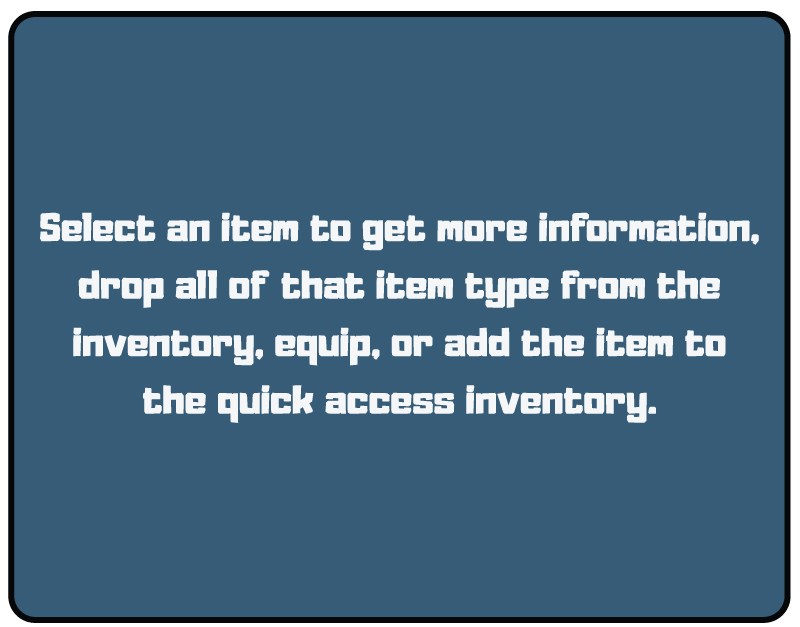 Select an item to get more information,
drop all of that item type from the
inventory, equip, or add the item to
the quick access inventory.